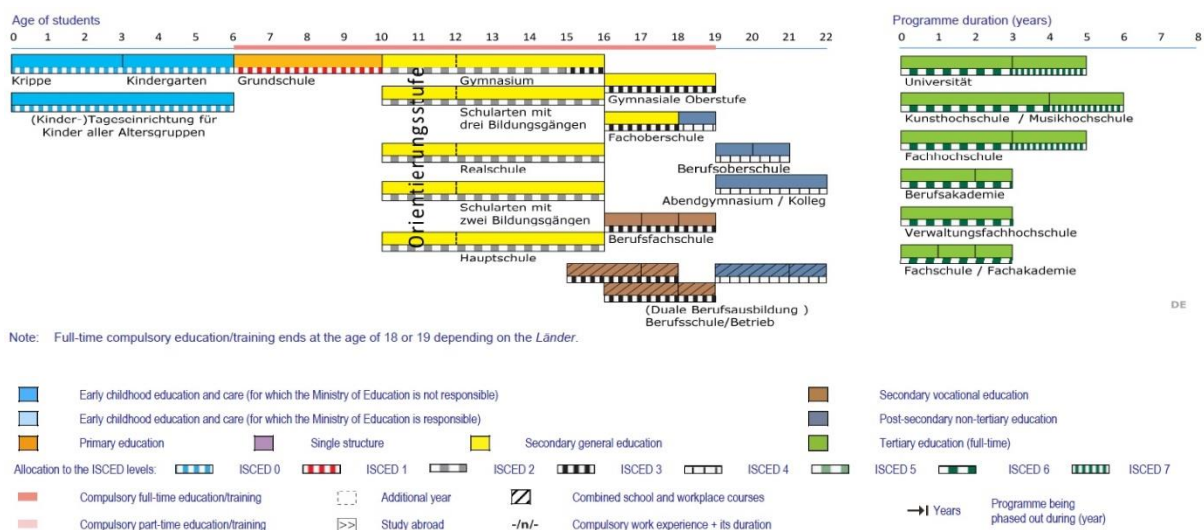 Age of students
Programme duration (years)
0 1 2 3 4 5 6 7 8 9 10 11 12 13 14 15 16 17 18 19 20 21 22
0 1 2 3 4 5 6 7 8
Krippe
Kindergarten
Grundschule
Gymnasium
(Kinder-)Tageseinrichtung für
Kinder aller Altersgruppen
Orientierungsstufe
Schularten mit
drei Bildungsgängen
Realschule
Schularten mit
zwei Bildungsgängen
Hauptschule
Gymnasiale Oberstufe
Fachoberschule
Berufsoberschule
Abendgymnasium / Kolleg
Berufsfachschule
(Duale Berufsausbildung )
Berufsschule/Betrieb
Universität
Kunsthochschule / Musikhochschule
Fachhochschule
Berufsakademie
Verwaltungsfachhochschule
Fachschule / Fachakademie
DE
Note: Full-time compulsory education/training ends at the age of 18 or 19 depending on the Länder.
Early childhood education and care (for which the Ministry of Education is not responsible)
Secondary vocational education
Early childhood education and care (for which the Ministry of Education is responsible)
Post-secondary non-tertiary education
Primary education
Single structure
Secondary general education
Tertiary education (full-time)
Allocation to the ISCED levels: ISCED 0 ISCED 1 ISCED 2 ISCED 3 ISCED 4 ISCED 5 ISCED 6 ISCED 7
Compulsory full-time education/training
Additional year
Combined school and workplace courses
Years
Programme being
phased out during (year)
Compulsory part-time education/training
>> Study abroad
-/n/- Compulsory work experience + its duration